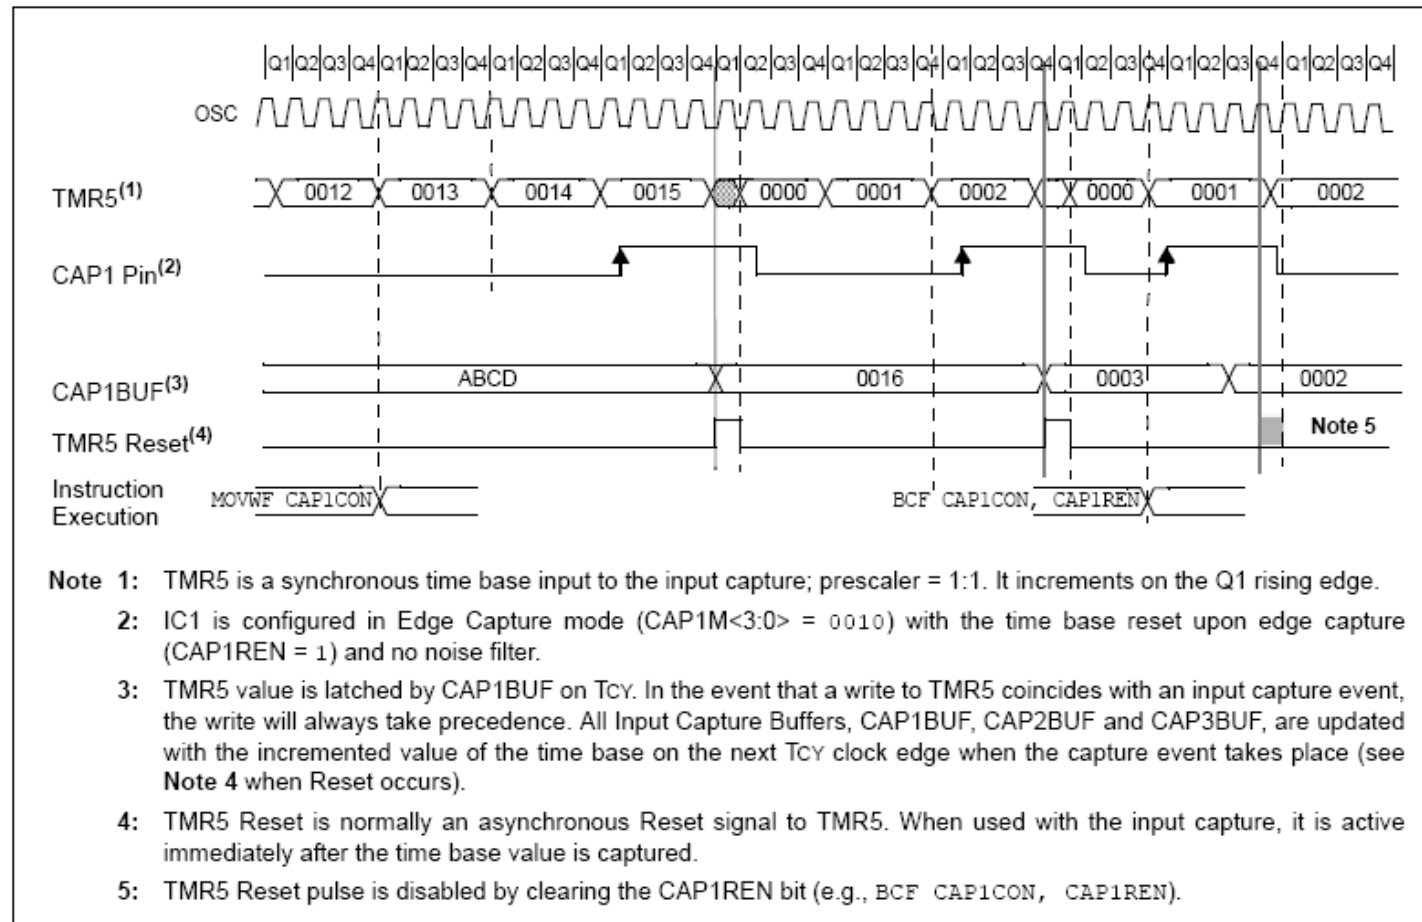 Q1 Q2 Q3 Q4 Q1 Q2 Q3 Q4 Q1 Q2 Q3 Q4 Q1 Q2 Q3 Q4 Q1 Q2 Q3 Q4 Q1 Q2 Q3 Q4 Q1 Q2 Q3 Q4 Q1 Q2 Q3 Q4 Q1 Q2 Q3 Q4 Q1 Q2 Q3 Q4
OSC
TMR5(1) 0012 0013 0014 0015 0000 0001 0002 0000 0001 0002
CAP1 Pin(2)
CAP1BUF(3) ABCD 0016 0003 0002
TMR5 Reset(4) Note 5
Instruction
Execution
MOVWF CAP1CON BCF CAP1CON, CAP1REN
Note 1: TMR5 is a synchronous time base input to the input capture; prescaler = 1:1. It increments on the Q1 rising edge.
2: IC1 is configured in Edge Capture mode (CAP1M<3:0> = 0010) with the time base reset upon edge capture
(CAP1REN = 1) and no noise filter.
3: TMR5 value is latched by CAP1BUF on TCY. In the event that a write to TMR5 coincides with an input capture event,
the write will always take precedence. All Input Capture Buffers, CAP1BUF, CAP2BUF and CAP3BUF, are updated
with the incremented value of the time base on the next TCY clock edge when the capture event takes place (see
Note 4 when Reset occurs).
4: TMR5 Reset is normally an asynchronous Reset signal to TMR5. When used with the input capture, it is active
immediately after the time base value is captured.
5: TMR5 Reset pulse is disabled by clearing the CAP1REN bit (e.g., BCF CAP1CON, CAP1REN).